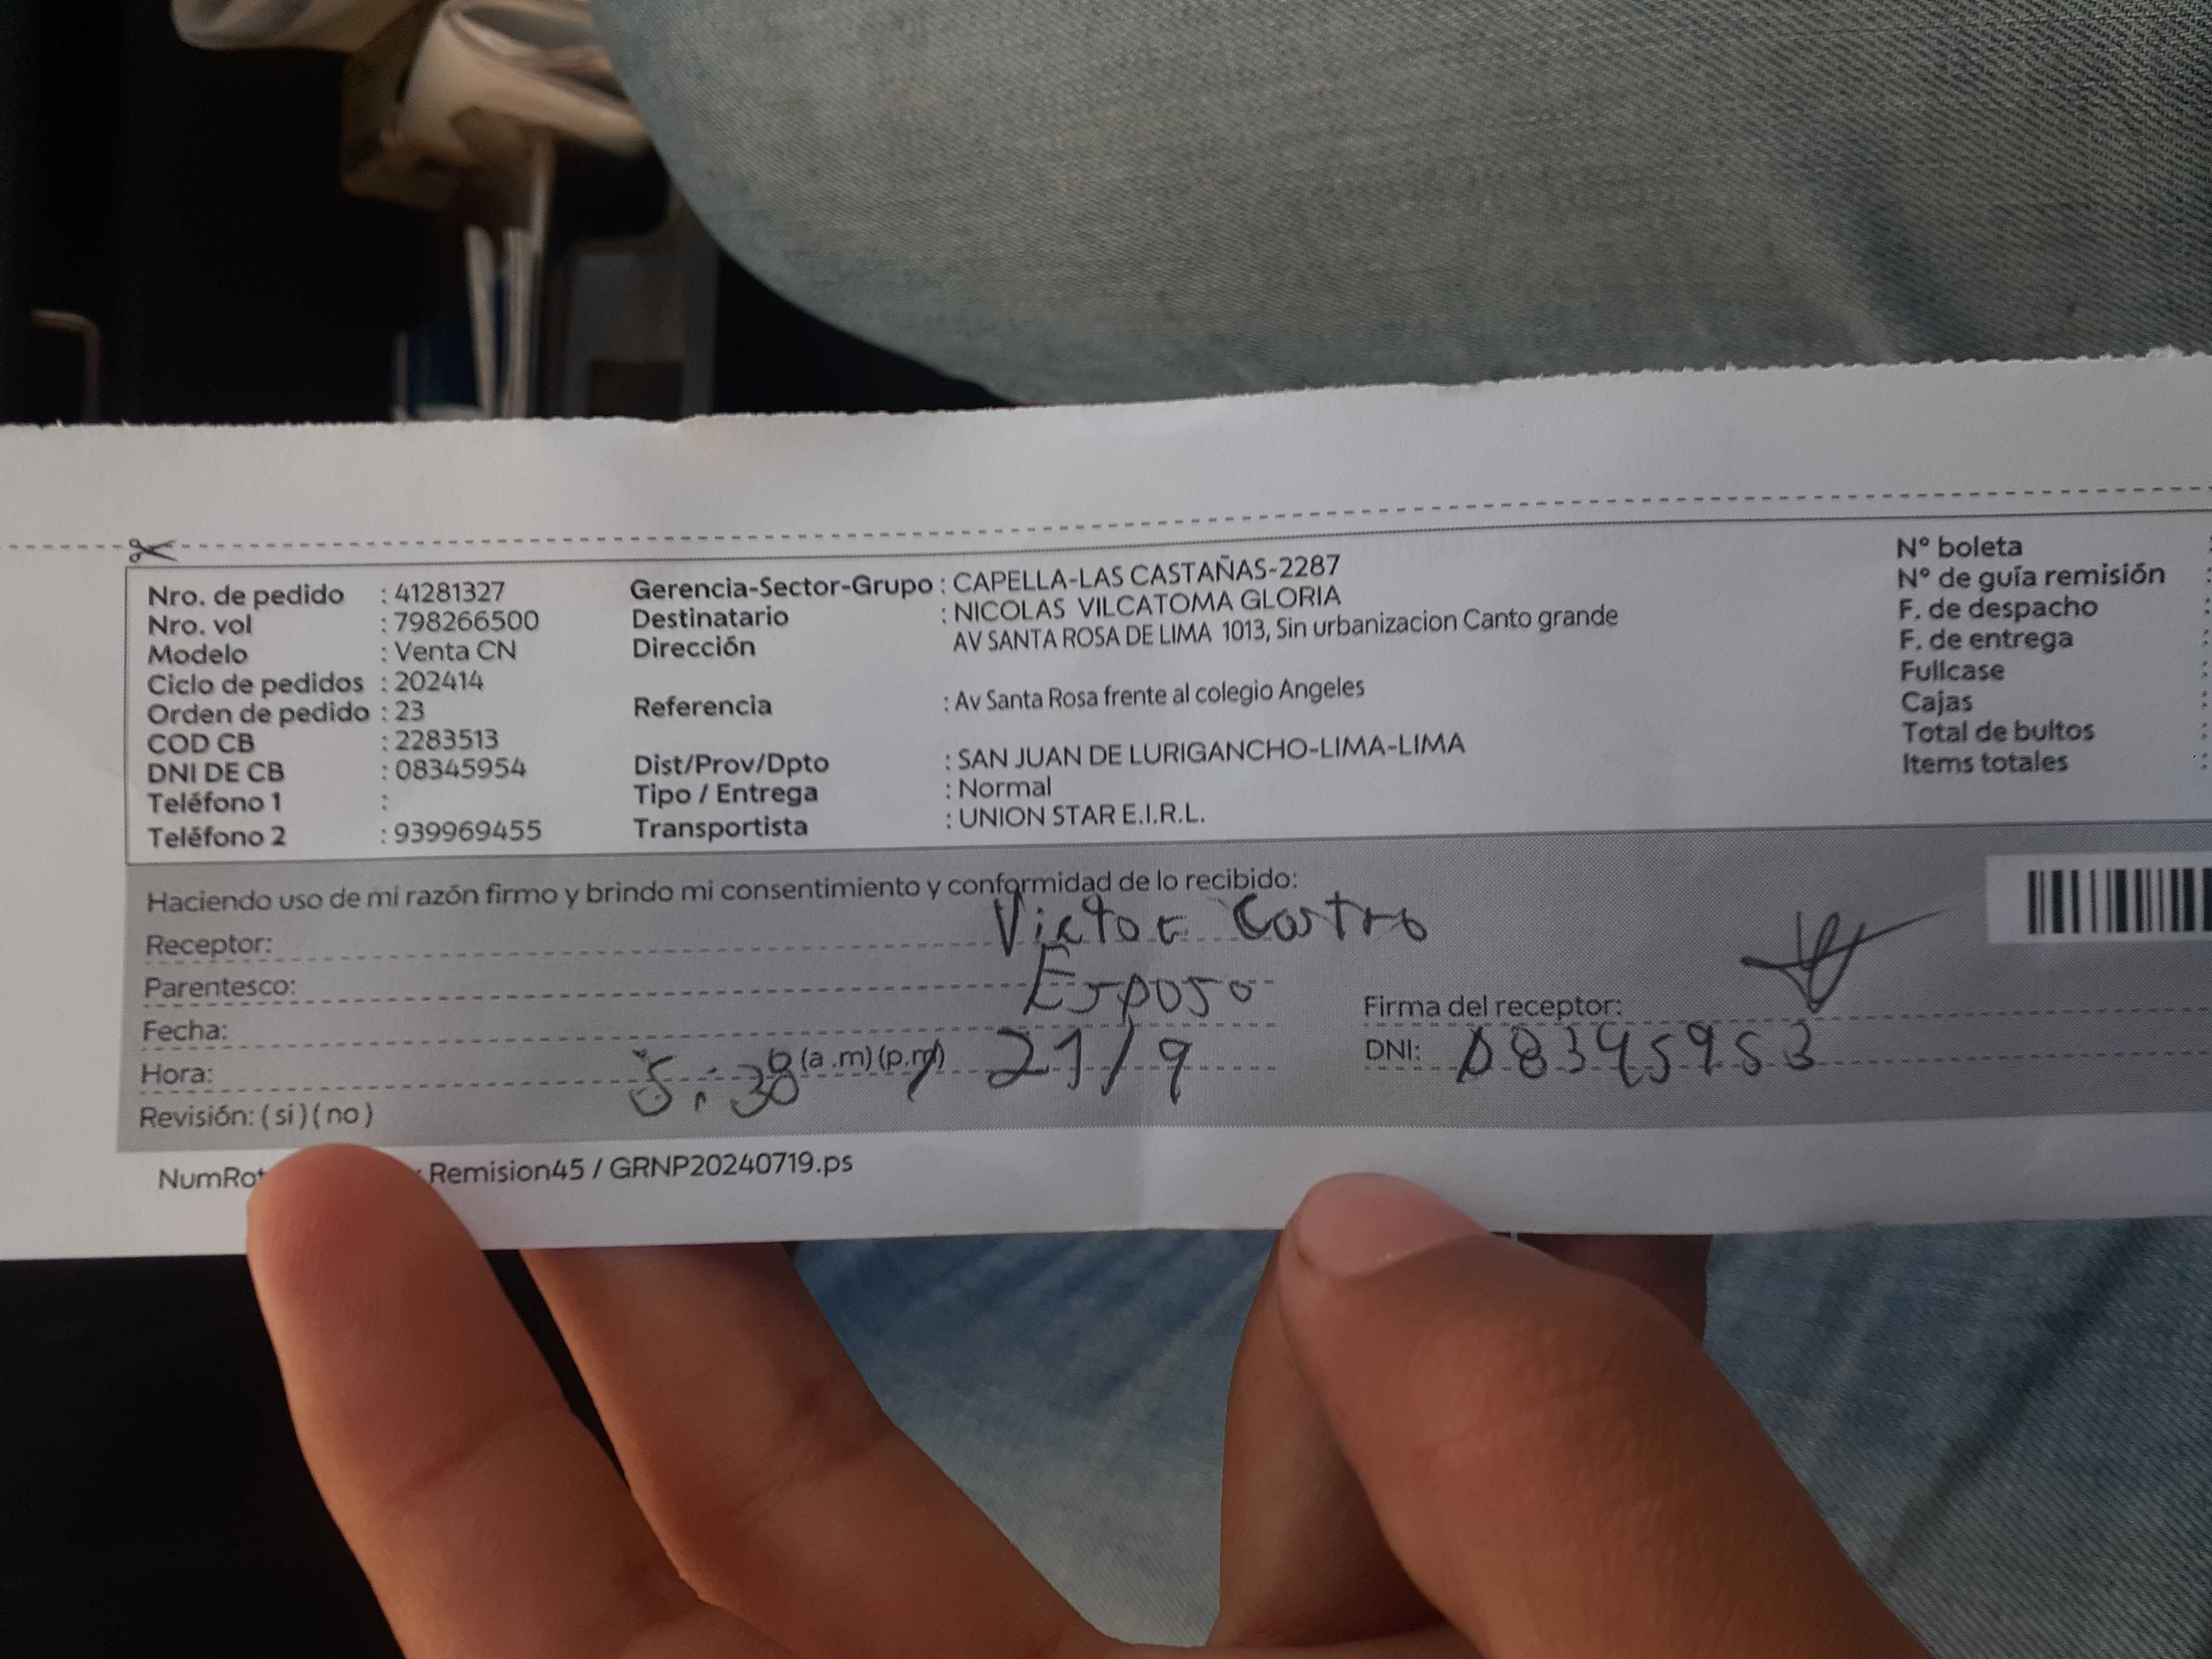 Nro. de pedido : 41281327
Nro. vol : 798266500
Modelo : Venta CN
Ciclo de pedidos : 202414
Orden de pedido : 23
COD CB : 2283513
DNI DE CB : 08345954
Teléfono 1 :
Teléfono 2 : 939969455
Gerencia-Sector-Grupo : CAPELLA-LAS CASTAÑAS-2287
Destinatario : NICOLAS VILCATOMA GLORIA
Dirección AV SANTA ROSA DE LIMA 1013, Sin urbanizacion Canto grande
Referencia : Av Santa Rosa frente al colegio Angeles
Dist/Prov/Dpto : SAN JUAN DE LURIGANCHO-LIMA-LIMA
Tipo / Entrega : Normal
Transportista : UNION STAR E.I.R.L.
N° boleta :
N° de guía remisión :
F. de despacho :
F. de entrega :
Fullcase :
Cajas :
Total de bultos :
Items totales :
Haciendo uso de mi razón firmo y brindo mi consentimiento y conformidad de lo recibido:
Receptor: Victor Castro
Parentesco: Esposo
Fecha: 21/9
Hora: 5:38 (a.m) (p.m)
Revisión: (si) (no)
Firma del receptor:
DNI: 08345953
Remision45 / GRNP20240719.ps